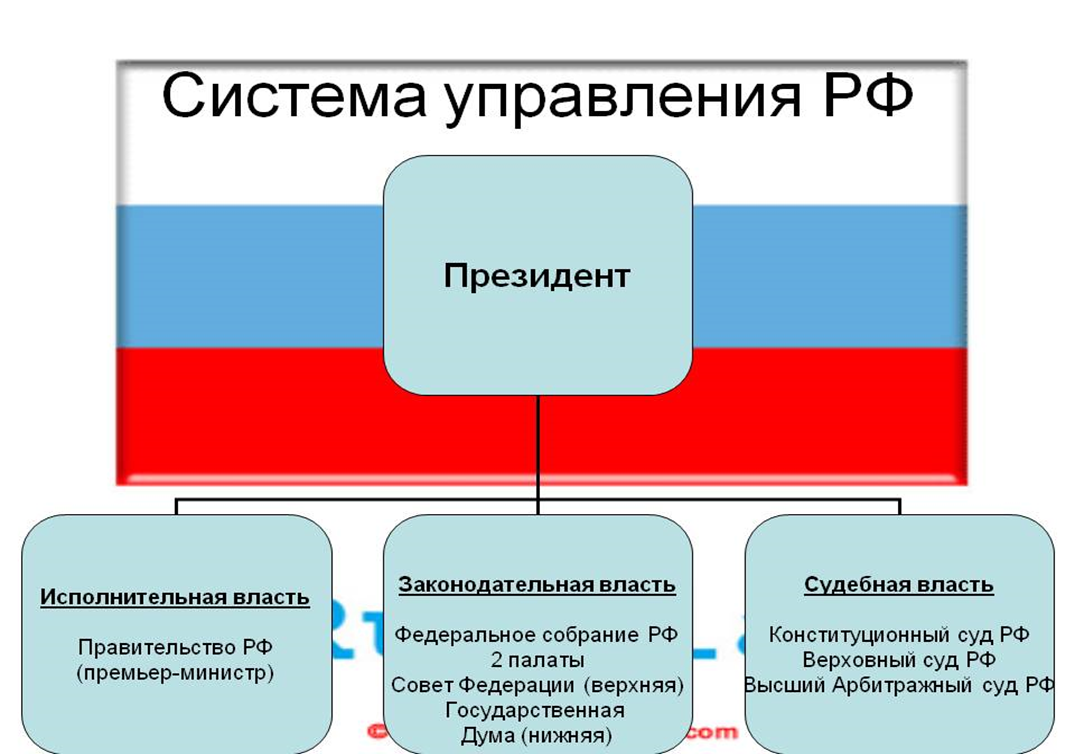 Система управления РФ
Президент
Исполнительная власть
Правительство РФ
(премьер-министр)
Законодательная власть
Федеральное собрание РФ
2 палаты
Совет Федерации (верхняя)
Государственная
Дума (нижняя)
Судебная власть
Конституционный суд РФ
Верховный суд РФ
Высший Арбитражный суд РФ
©
com